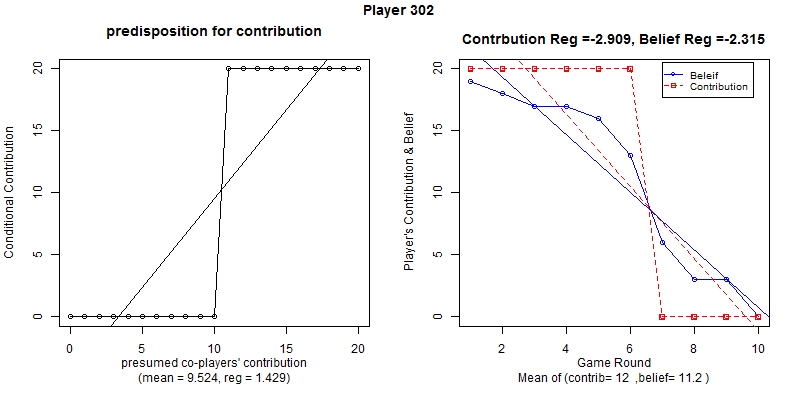 Player 302
predisposition for contribution
Conditional Contribution
20
15
10
5
0
0 5 10 15 20
presumed co-players' contribution
(mean = 9.524, reg = 1.429)
Contrbution Reg =-2.909, Belief Reg =-2.315
Player's Contribution & Belief
20
15
10
5
0
Beleif
Contribution
2 4 6 8 10
Game Round
Mean of (contrib= 12 ,belief= 11.2 )